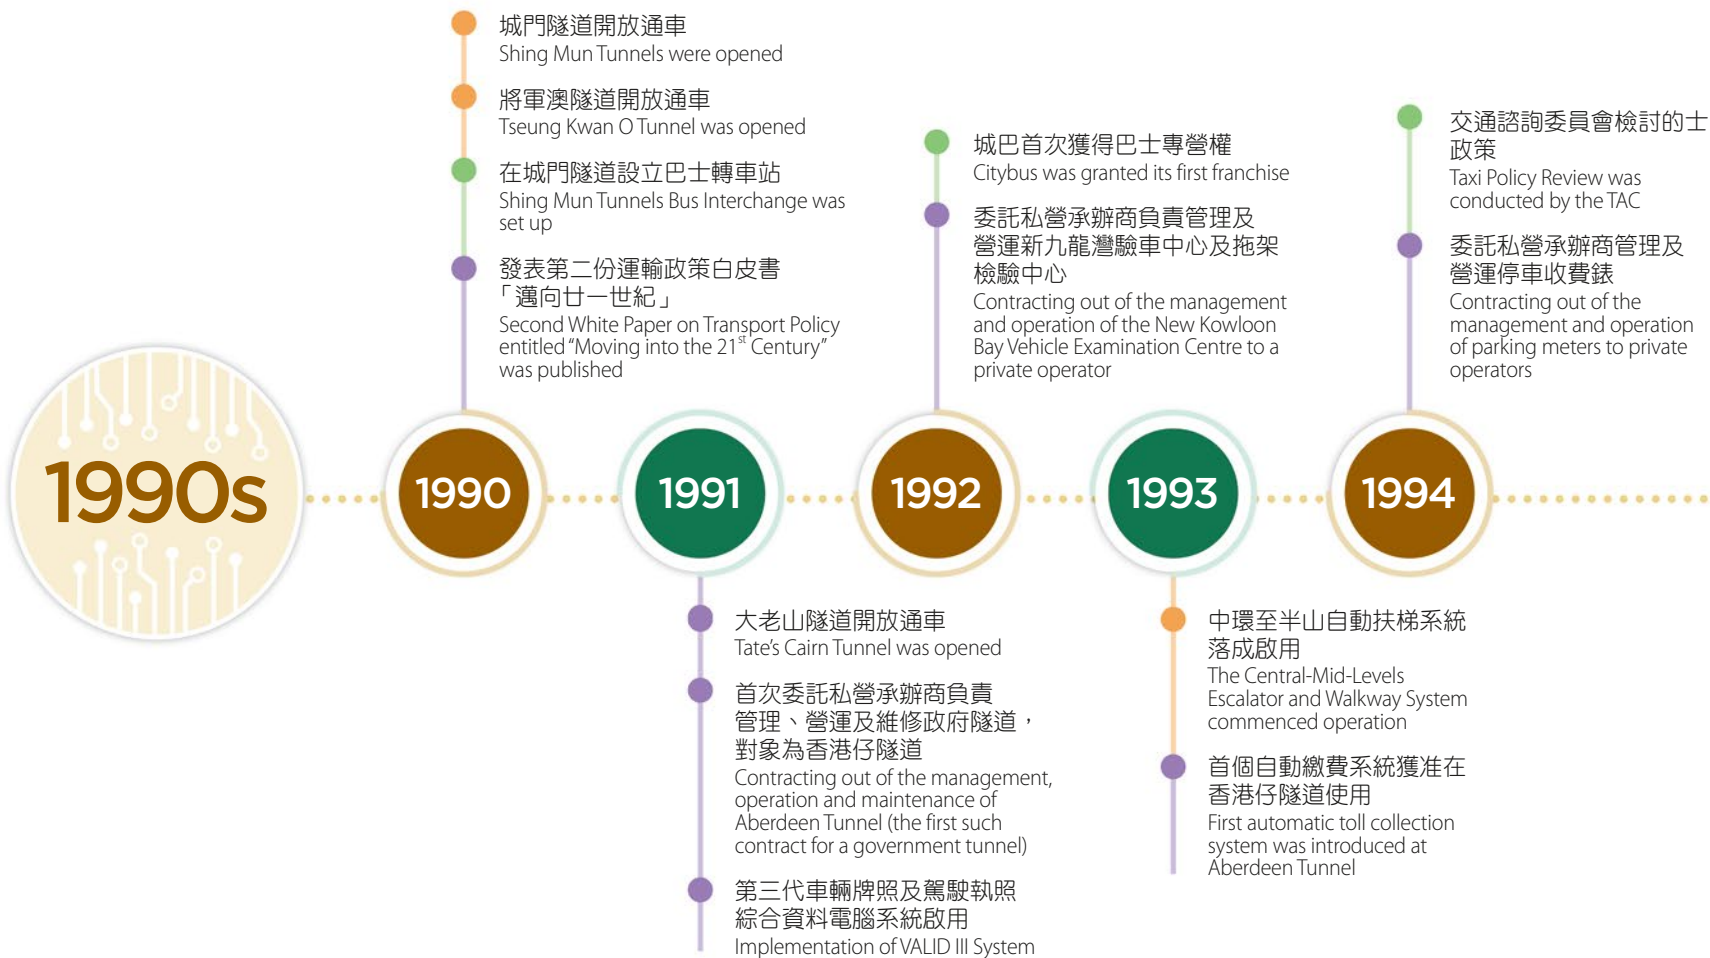 1990s
1990
城門隧道開放通車
Shing Mun Tunnels were opened
將軍澳隧道開放通車
Tseung Kwan O Tunnel was opened
在城門隧道設立巴士轉車站
Shing Mun Tunnels Bus Interchange was
set up
發表第二份運輸政策白皮書
「邁向廿一世紀」
Second White Paper on Transport Policy
entitled “Moving into the 21st Century”
was published
1991
大老山隧道開放通車
Tate’s Cairn Tunnel was opened
首次委託私營承辦商負責
管理、營運及維修政府隧道，
對象為香港仔隧道
Contracting out of the management,
operation and maintenance of
Aberdeen Tunnel (the first such
contract for a government tunnel)
第三代車輛牌照及駕駛執照
綜合資料電腦系統啟用
Implementation of VALID III System
1992
城巴首次獲得巴士專營權
Citybus was granted its first franchise
委託私營承辦商負責管理及
營運新九龍灣驗車中心及拖架
檢驗中心
Contracting out of the management
and operation of the New Kowloon
Bay Vehicle Examination Centre to a
private operator
1993
中環至半山自動扶梯系統
落成啟用
The Central-Mid-Levels
Escalator and Walkway System
commenced operation
首個自動繳費系統獲准在
香港仔隧道使用
First automatic toll collection
system was introduced at
Aberdeen Tunnel
1994
交通諮詢委員會檢討的士
政策
Taxi Policy Review was
conducted by the TAC
委託私營承辦商管理及
營運停車收費錶
Contracting out of the
management and operation
of parking meters to private
operators